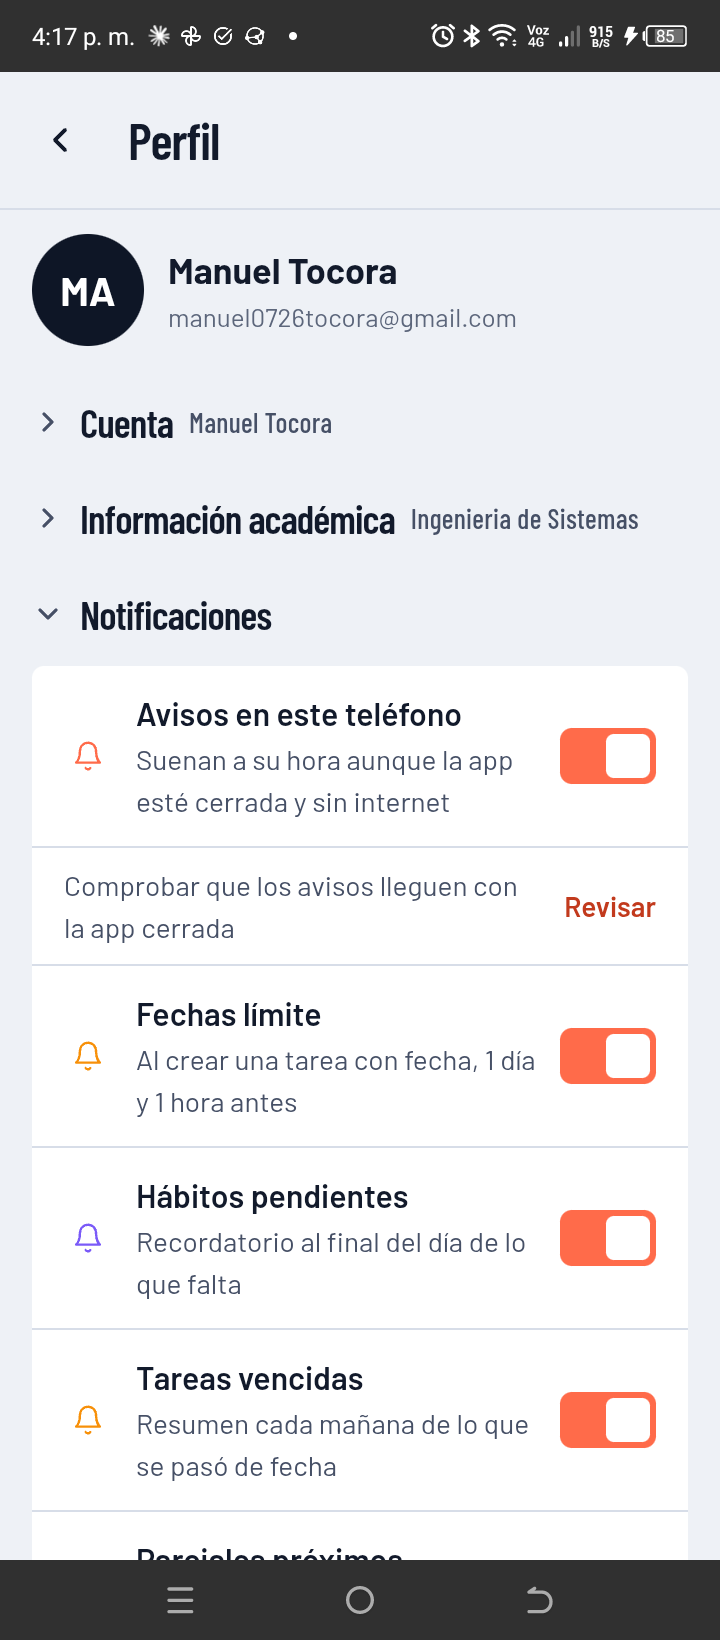 4:17 p. m.
Voz 4G
915 B/S
85
Perfil
MA
Manuel Tocora
manuel0726tocora@gmail.com
Cuenta Manuel Tocora
Información académica Ingenieria de Sistemas
Notificaciones
Avisos en este teléfono
Suenan a su hora aunque la app
esté cerrada y sin internet
Comprobar que los avisos lleguen con
la app cerrada
Revisar
Fechas límite
Al crear una tarea con fecha, 1 día
y 1 hora antes
Hábitos pendientes
Recordatorio al final del día de lo
que falta
Tareas vencidas
Resumen cada mañana de lo que
se pasó de fecha
Parciales próximos